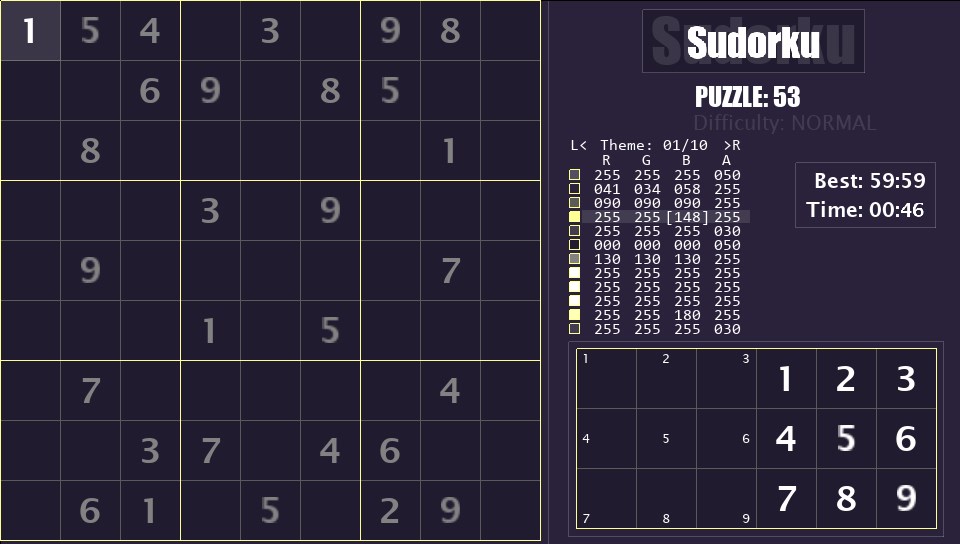 1 5 4 3 9 8
6 9 8 5
8 1
3 9
9 7
1 5
7 4
3 7 4 6
6 1 5 2 9
Sudorku
PUZZLE: 53
Difficulty: NORMAL
L< Theme: 01/10 >R
R G B A
255 255 255 050
041 034 058 255
090 090 090 255
255 255 [148] 255
255 255 255 030
000 000 000 050
130 130 130 255
255 255 255 255
255 255 255 255
255 255 255 255
255 255 180 255
255 255 255 030
Best: 59:59
Time: 00:46
1 2 3
4 5 6
7 8 9
1 2 3
4 5 6
7 8 9